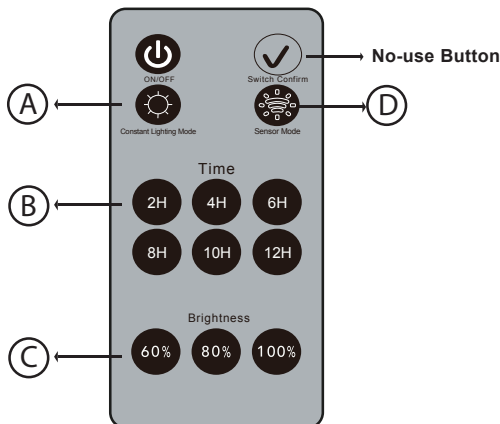 No-use Button
ON/OFF
Switch Confirm
A
D
Constant Lighting Mode
Sensor Mode
Time
B
2H 4H 6H
8H 10H 12H
Brightness
C
60% 80% 100%